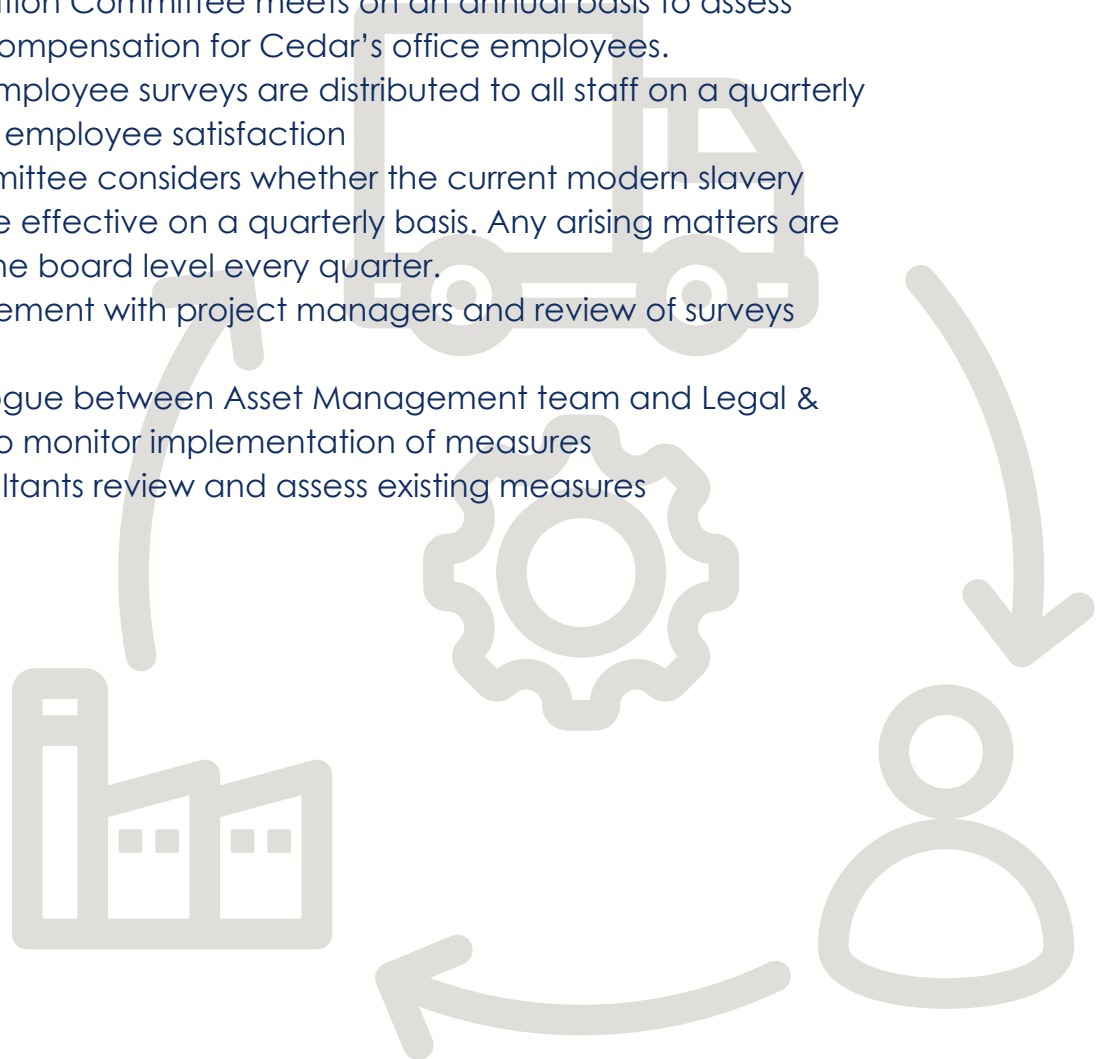 tion Committee meets on an annual basis to assess
ompensation for Cedar's office employees.
mployee surveys are distributed to all staff on a quarterly
employee satisfaction
mittee considers whether the current modern slavery
e effective on a quarterly basis. Any arising matters are
he board level every quarter.
ement with project managers and review of surveys
ogue between Asset Management team and Legal &
o monitor implementation of measures
ltants review and assess existing measures